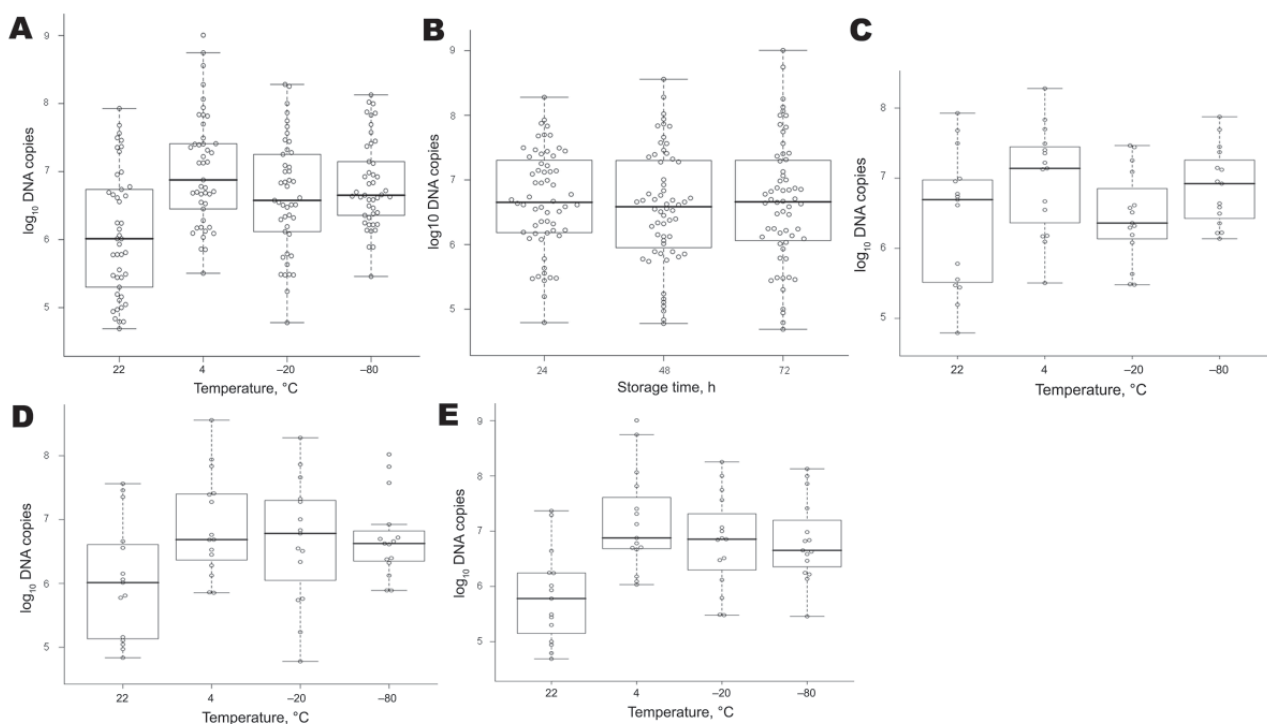 A
log10 DNA copies
9
8
7
6
5
22 4 –20 –80
Temperature, °C
B
log10 DNA copies
9
8
7
6
5
24 48 72
Storage time, h
C
log10 DNA copies
8
7
6
5
22 4 –20 –80
Temperature, °C
D
log10 DNA copies
8
7
6
5
22 4 –20 –80
Temperature, °C
E
log10 DNA copies
9
8
7
6
5
22 4 –20 –80
Temperature, °C